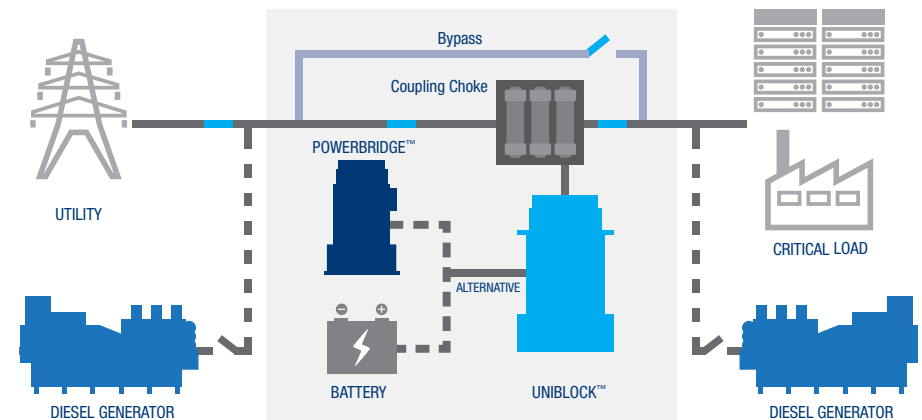 Bypass
Coupling Choke
POWERBRIDGE™
UTILITY
CRITICAL LOAD
ALTERNATIVE
BATTERY
UNIBLOCK™
DIESEL GENERATOR
DIESEL GENERATOR